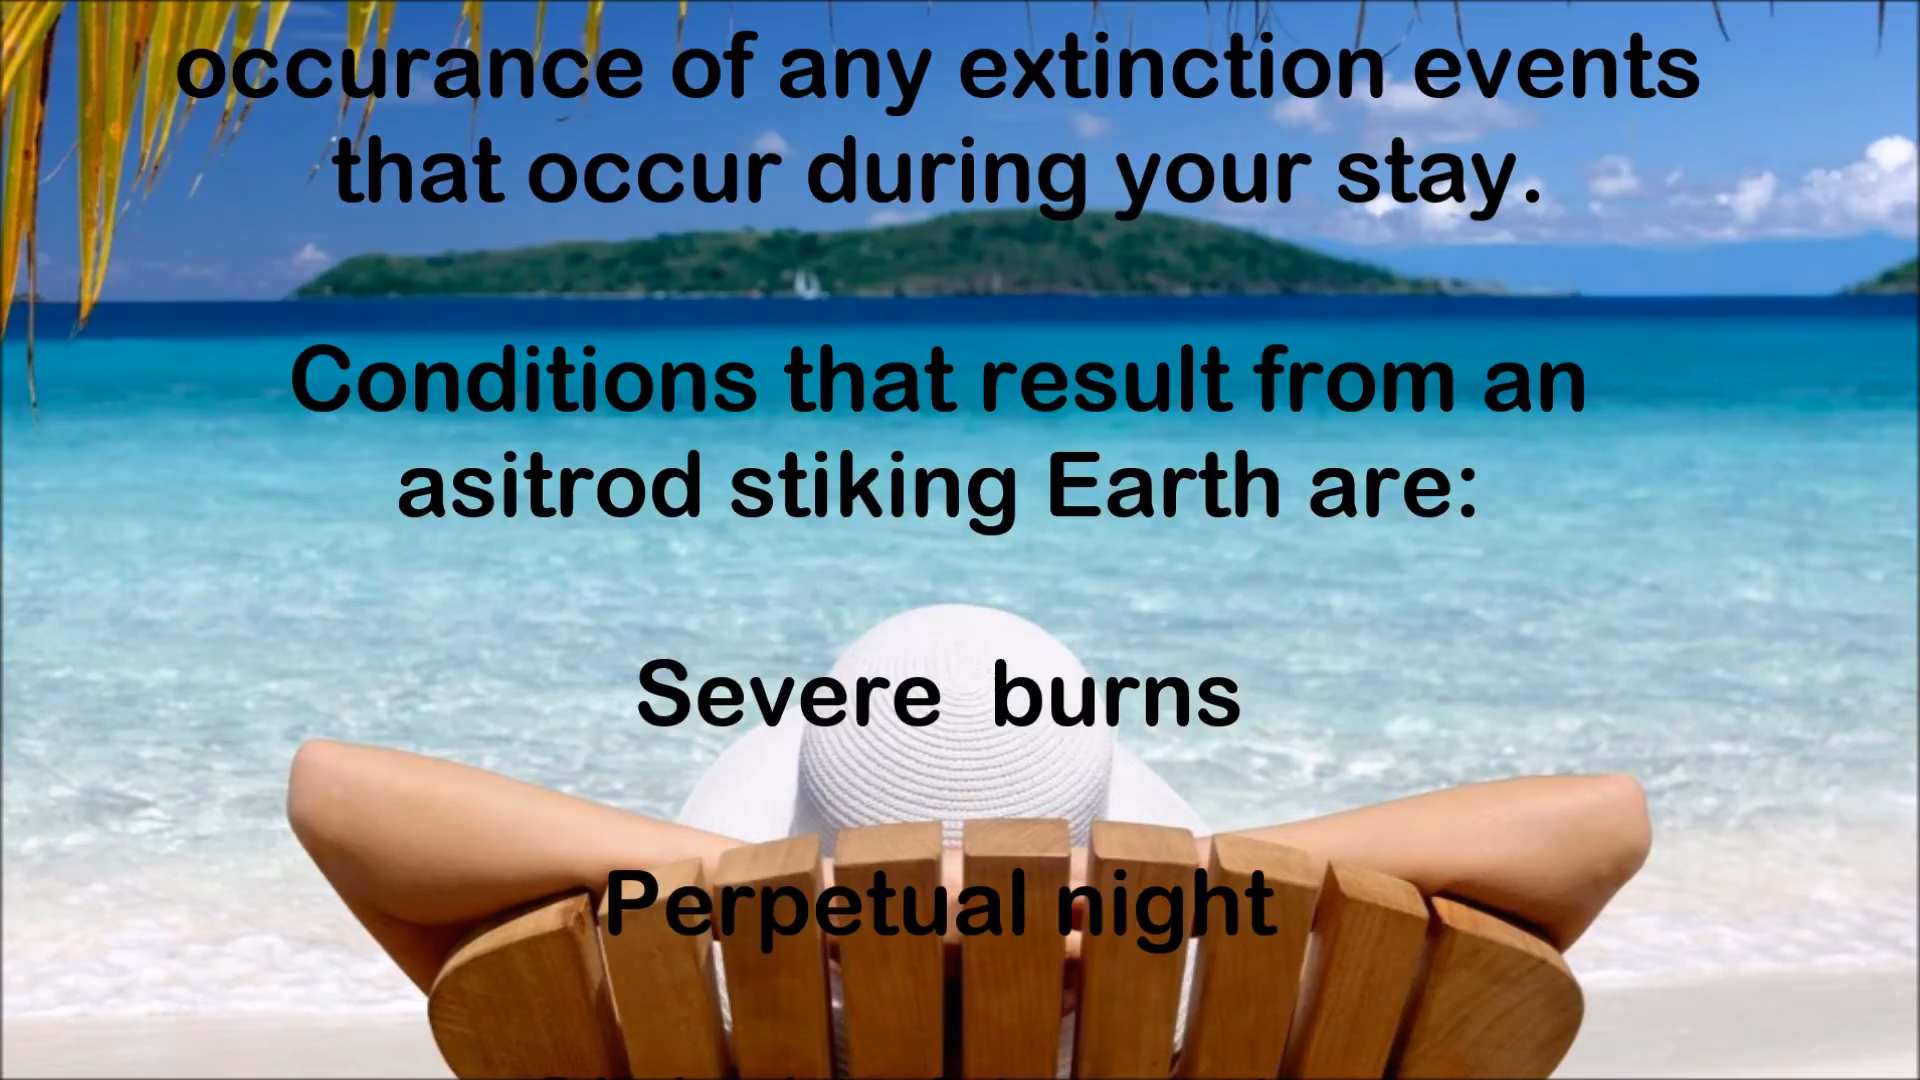 occurance of any extinction events
that occur during your stay.
Conditions that result from an
asitrod stiking Earth are:
Severe burns
Perpetual night